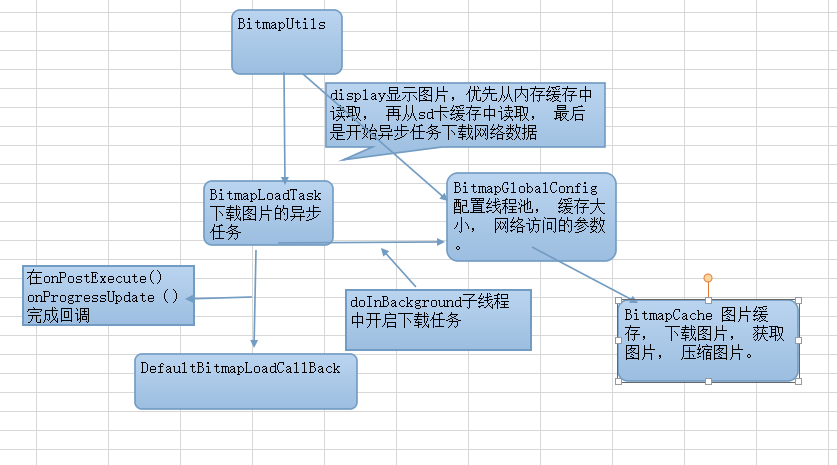 BitmapUtils
display显示图片，优先从内存缓存中
读取， 再从sd卡缓存中读取， 最后
是开始异步任务下载网络数据
BitmapLoadTask
下载图片的异步
任务
BitmapGlobalConfig
配置线程池， 缓存大
小， 网络访问的参数
。
在onPostExecute()
onProgressUpdate（）
完成回调
doInBackground子线程
中开启下载任务
BitmapCache 图片缓
存， 下载图片， 获取
图片， 压缩图片。
DefaultBitmapLoadCallBack